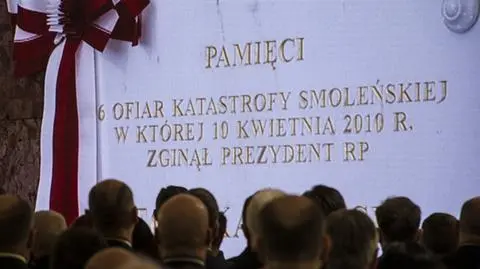 PAMIĘCI
6 OFIAR KATASTROFY SMOLEŃSKIEJ
W KTÓREJ 10 KWIETNIA 2010 R.
ZGINĄŁ PREZYDENT RP